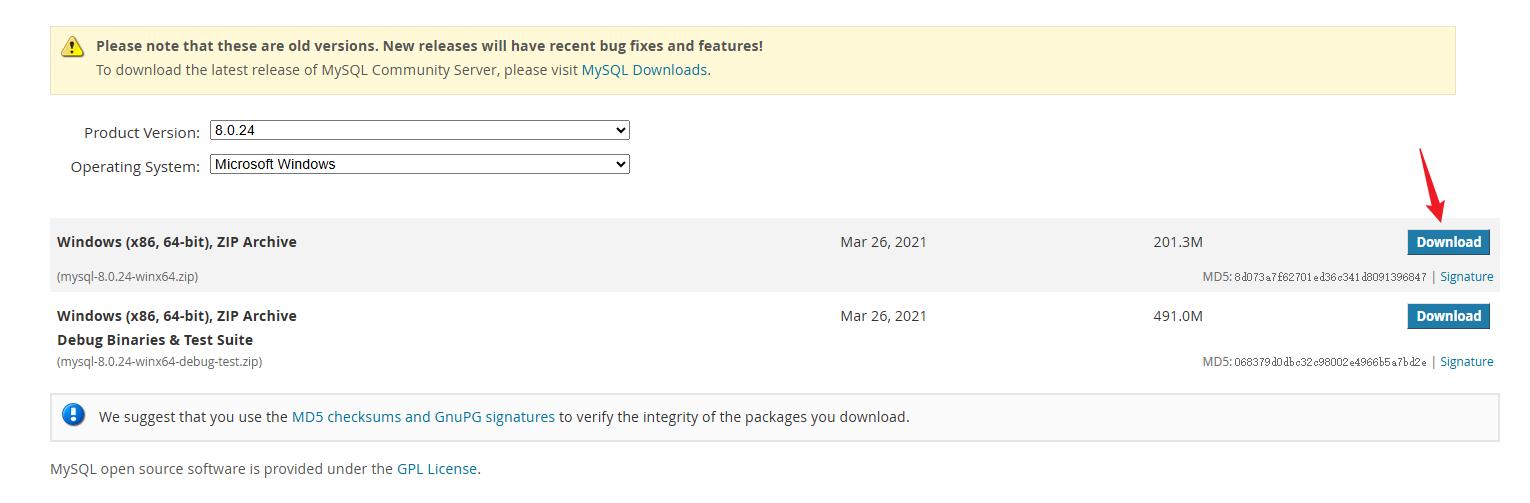 Please note that these are old versions. New releases will have recent bug fixes and features!
To download the latest release of MySQL Community Server, please visit MySQL Downloads.
Product Version: 8.0.24
Operating System: Microsoft Windows
Windows (x86, 64-bit), ZIP Archive Mar 26, 2021 201.3M Download
(mysql-8.0.24-winx64.zip) MD5: 8d073a7f62701ed36c341d8091396847 | Signature
Windows (x86, 64-bit), ZIP Archive Mar 26, 2021 491.0M Download
Debug Binaries & Test Suite
(mysql-8.0.24-winx64-debug-test.zip) MD5: 068379d0dbc32c98002e4966b5a7bd2e | Signature
We suggest that you use the MD5 checksums and GnuPG signatures to verify the integrity of the packages you download.
MySQL open source software is provided under the GPL License.